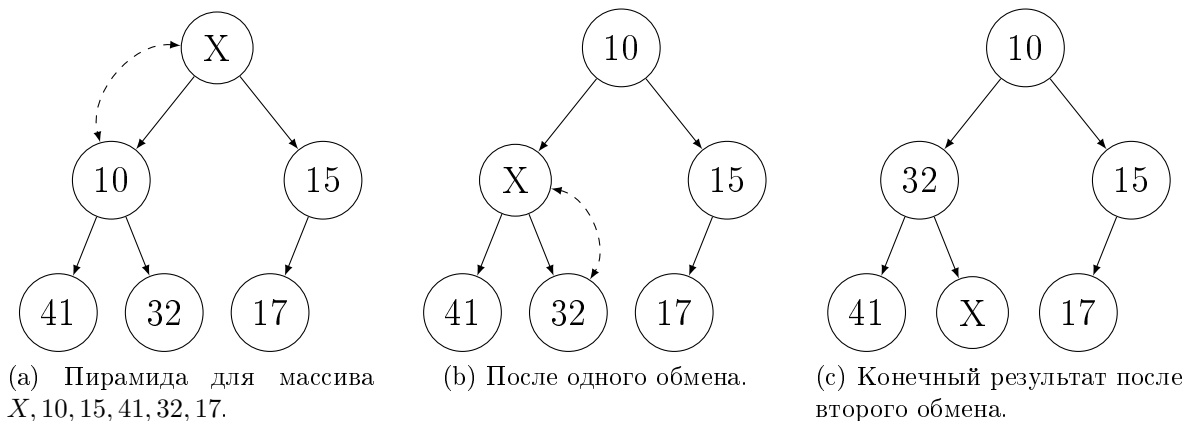 X
10
15
41
32
17
(a) Пирамида для массива
X, 10, 15, 41, 32, 17.
10
X
15
41
32
17
(b) После одного обмена.
10
32
15
41
X
17
(c) Конечный результат после
второго обмена.